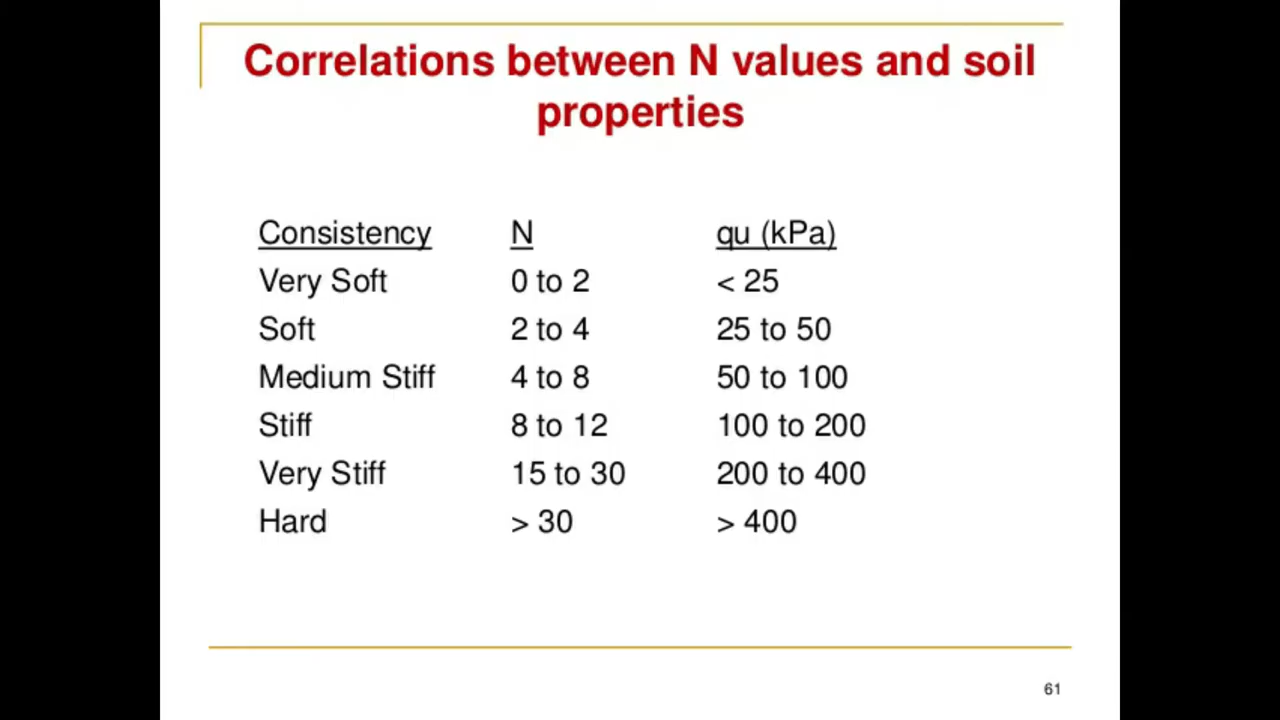 Correlations between N values and soil
properties
Consistency N qu (kPa)
Very Soft 0 to 2 < 25
Soft 2 to 4 25 to 50
Medium Stiff 4 to 8 50 to 100
Stiff 8 to 12 100 to 200
Very Stiff 15 to 30 200 to 400
Hard > 30 > 400
61